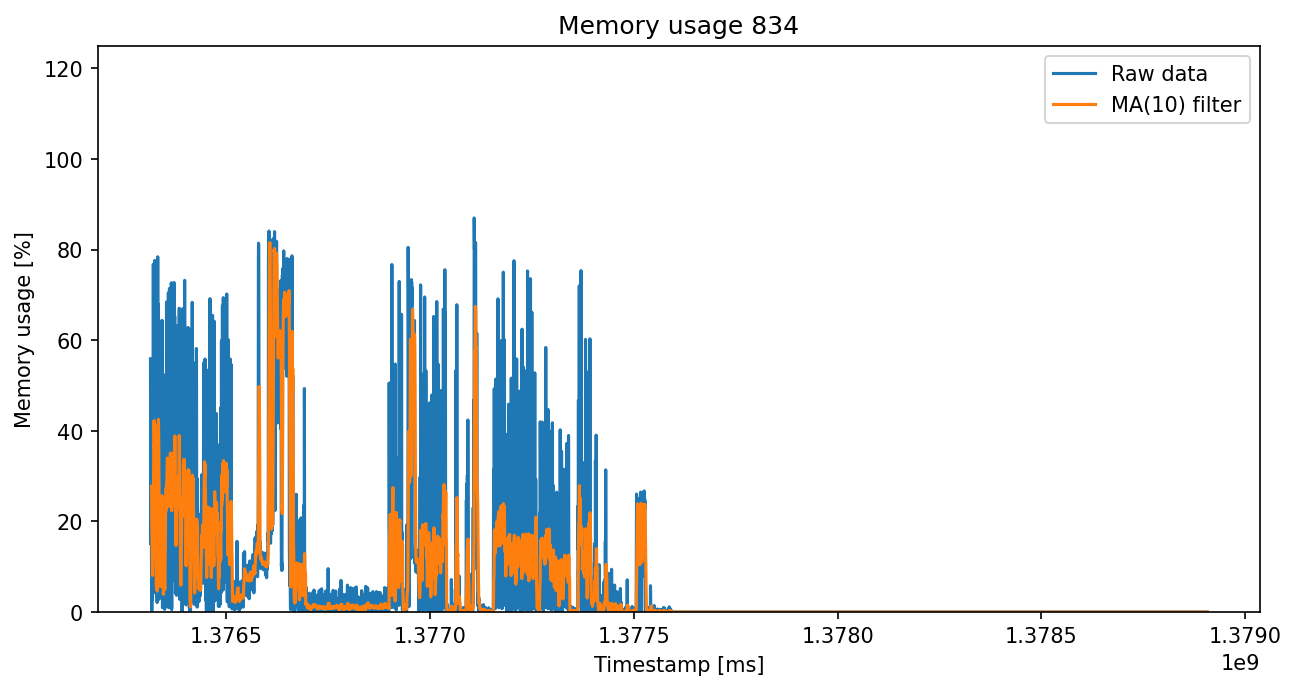 Memory usage 834
Raw data
MA(10) filter
Memory usage [%]
120
100
80
60
40
20
0
1.3765 1.3770 1.3775 1.3780 1.3785 1.3790
1e9
Timestamp [ms]